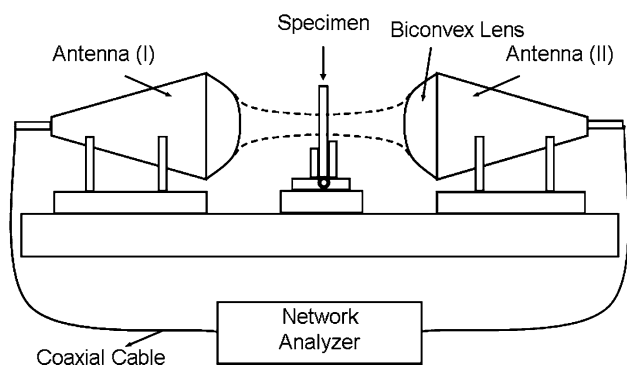 Specimen
Biconvex Lens
Antenna (I)
Antenna (II)
Network
Analyzer
Coaxial Cable